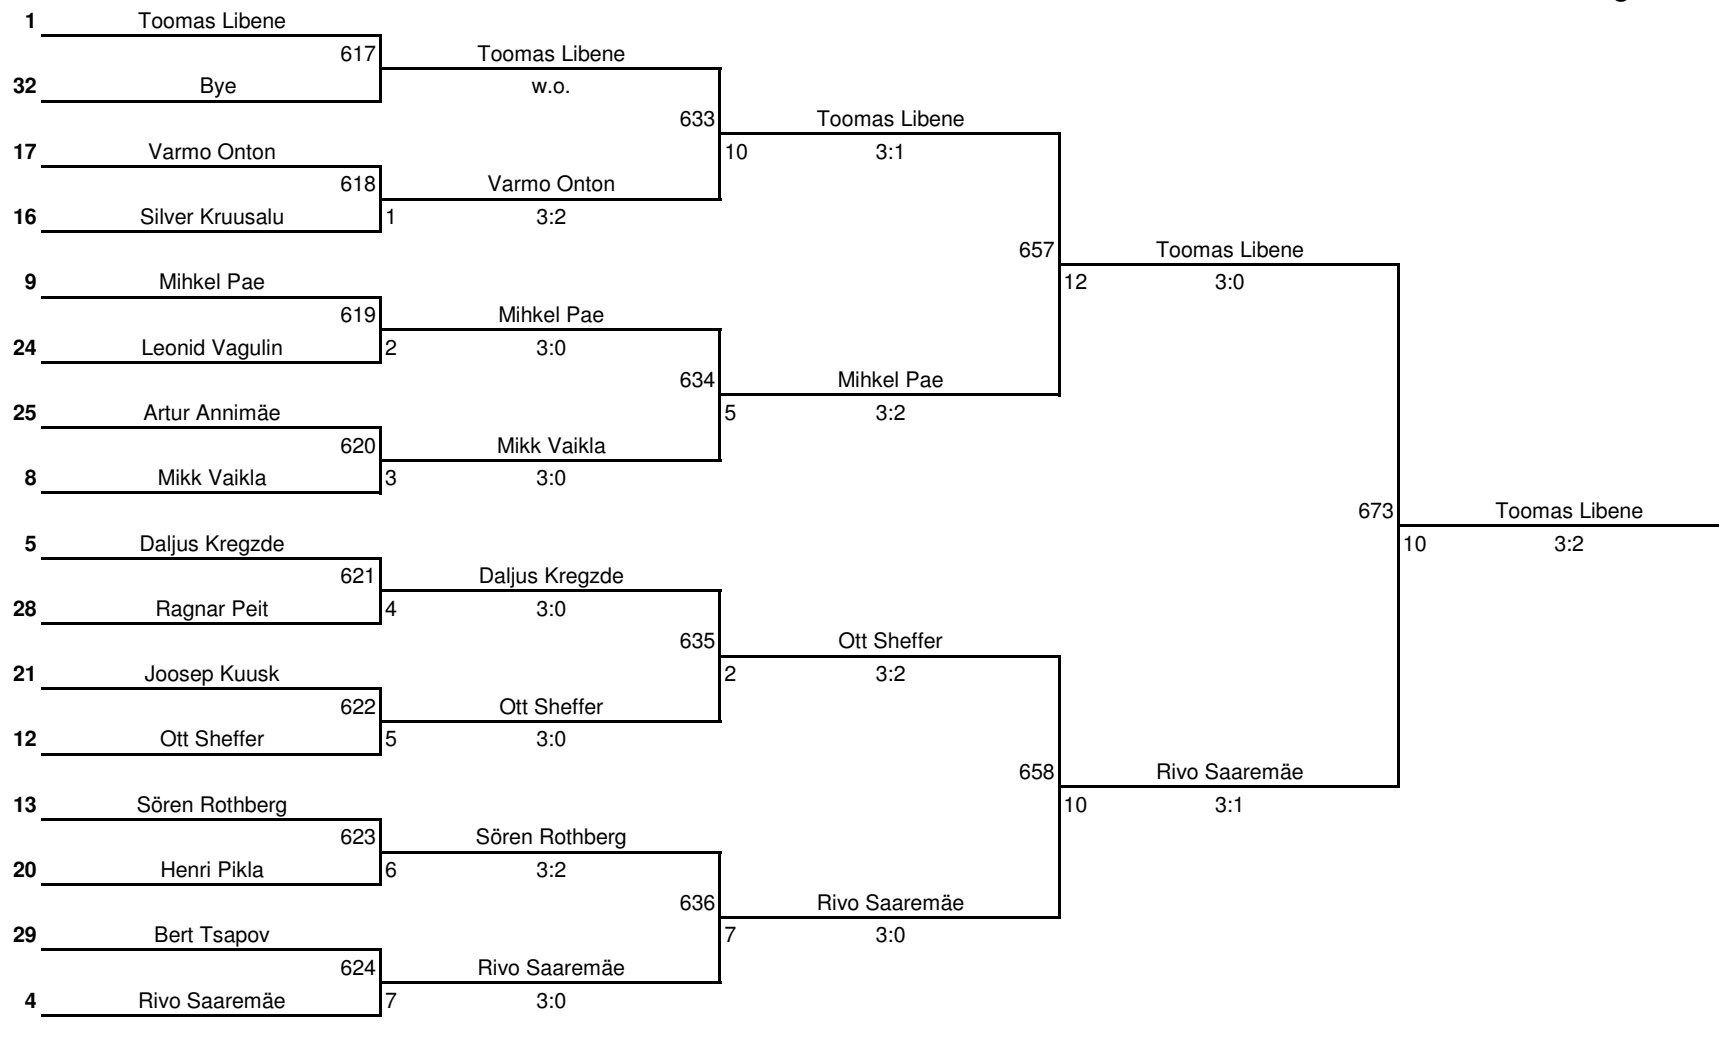 g
1 Toomas Libene
617 Toomas Libene
32 Bye w.o.
633 Toomas Libene
17 Varmo Onton 10 3:1
618 Varmo Onton
16 Silver Kruusalu 1 3:2
657 Toomas Libene
9 Mihkel Pae 12 3:0
619 Mihkel Pae
24 Leonid Vagulin 2 3:0
634 Mihkel Pae
25 Artur Annimäe 5 3:2
620 Mikk Vaikla
8 Mikk Vaikla 3 3:0
673 Toomas Libene
5 Daljus Kregzde 10 3:2
621 Daljus Kregzde
28 Ragnar Peit 4 3:0
635 Ott Sheffer
21 Joosep Kuusk 2 3:2
622 Ott Sheffer
12 Ott Sheffer 5 3:0
658 Rivo Saaremäe
13 Sören Rothberg 10 3:1
623 Sören Rothberg
20 Henri Pikla 6 3:2
636 Rivo Saaremäe
29 Bert Tsapov 7 3:0
624 Rivo Saaremäe
4 Rivo Saaremäe 7 3:0